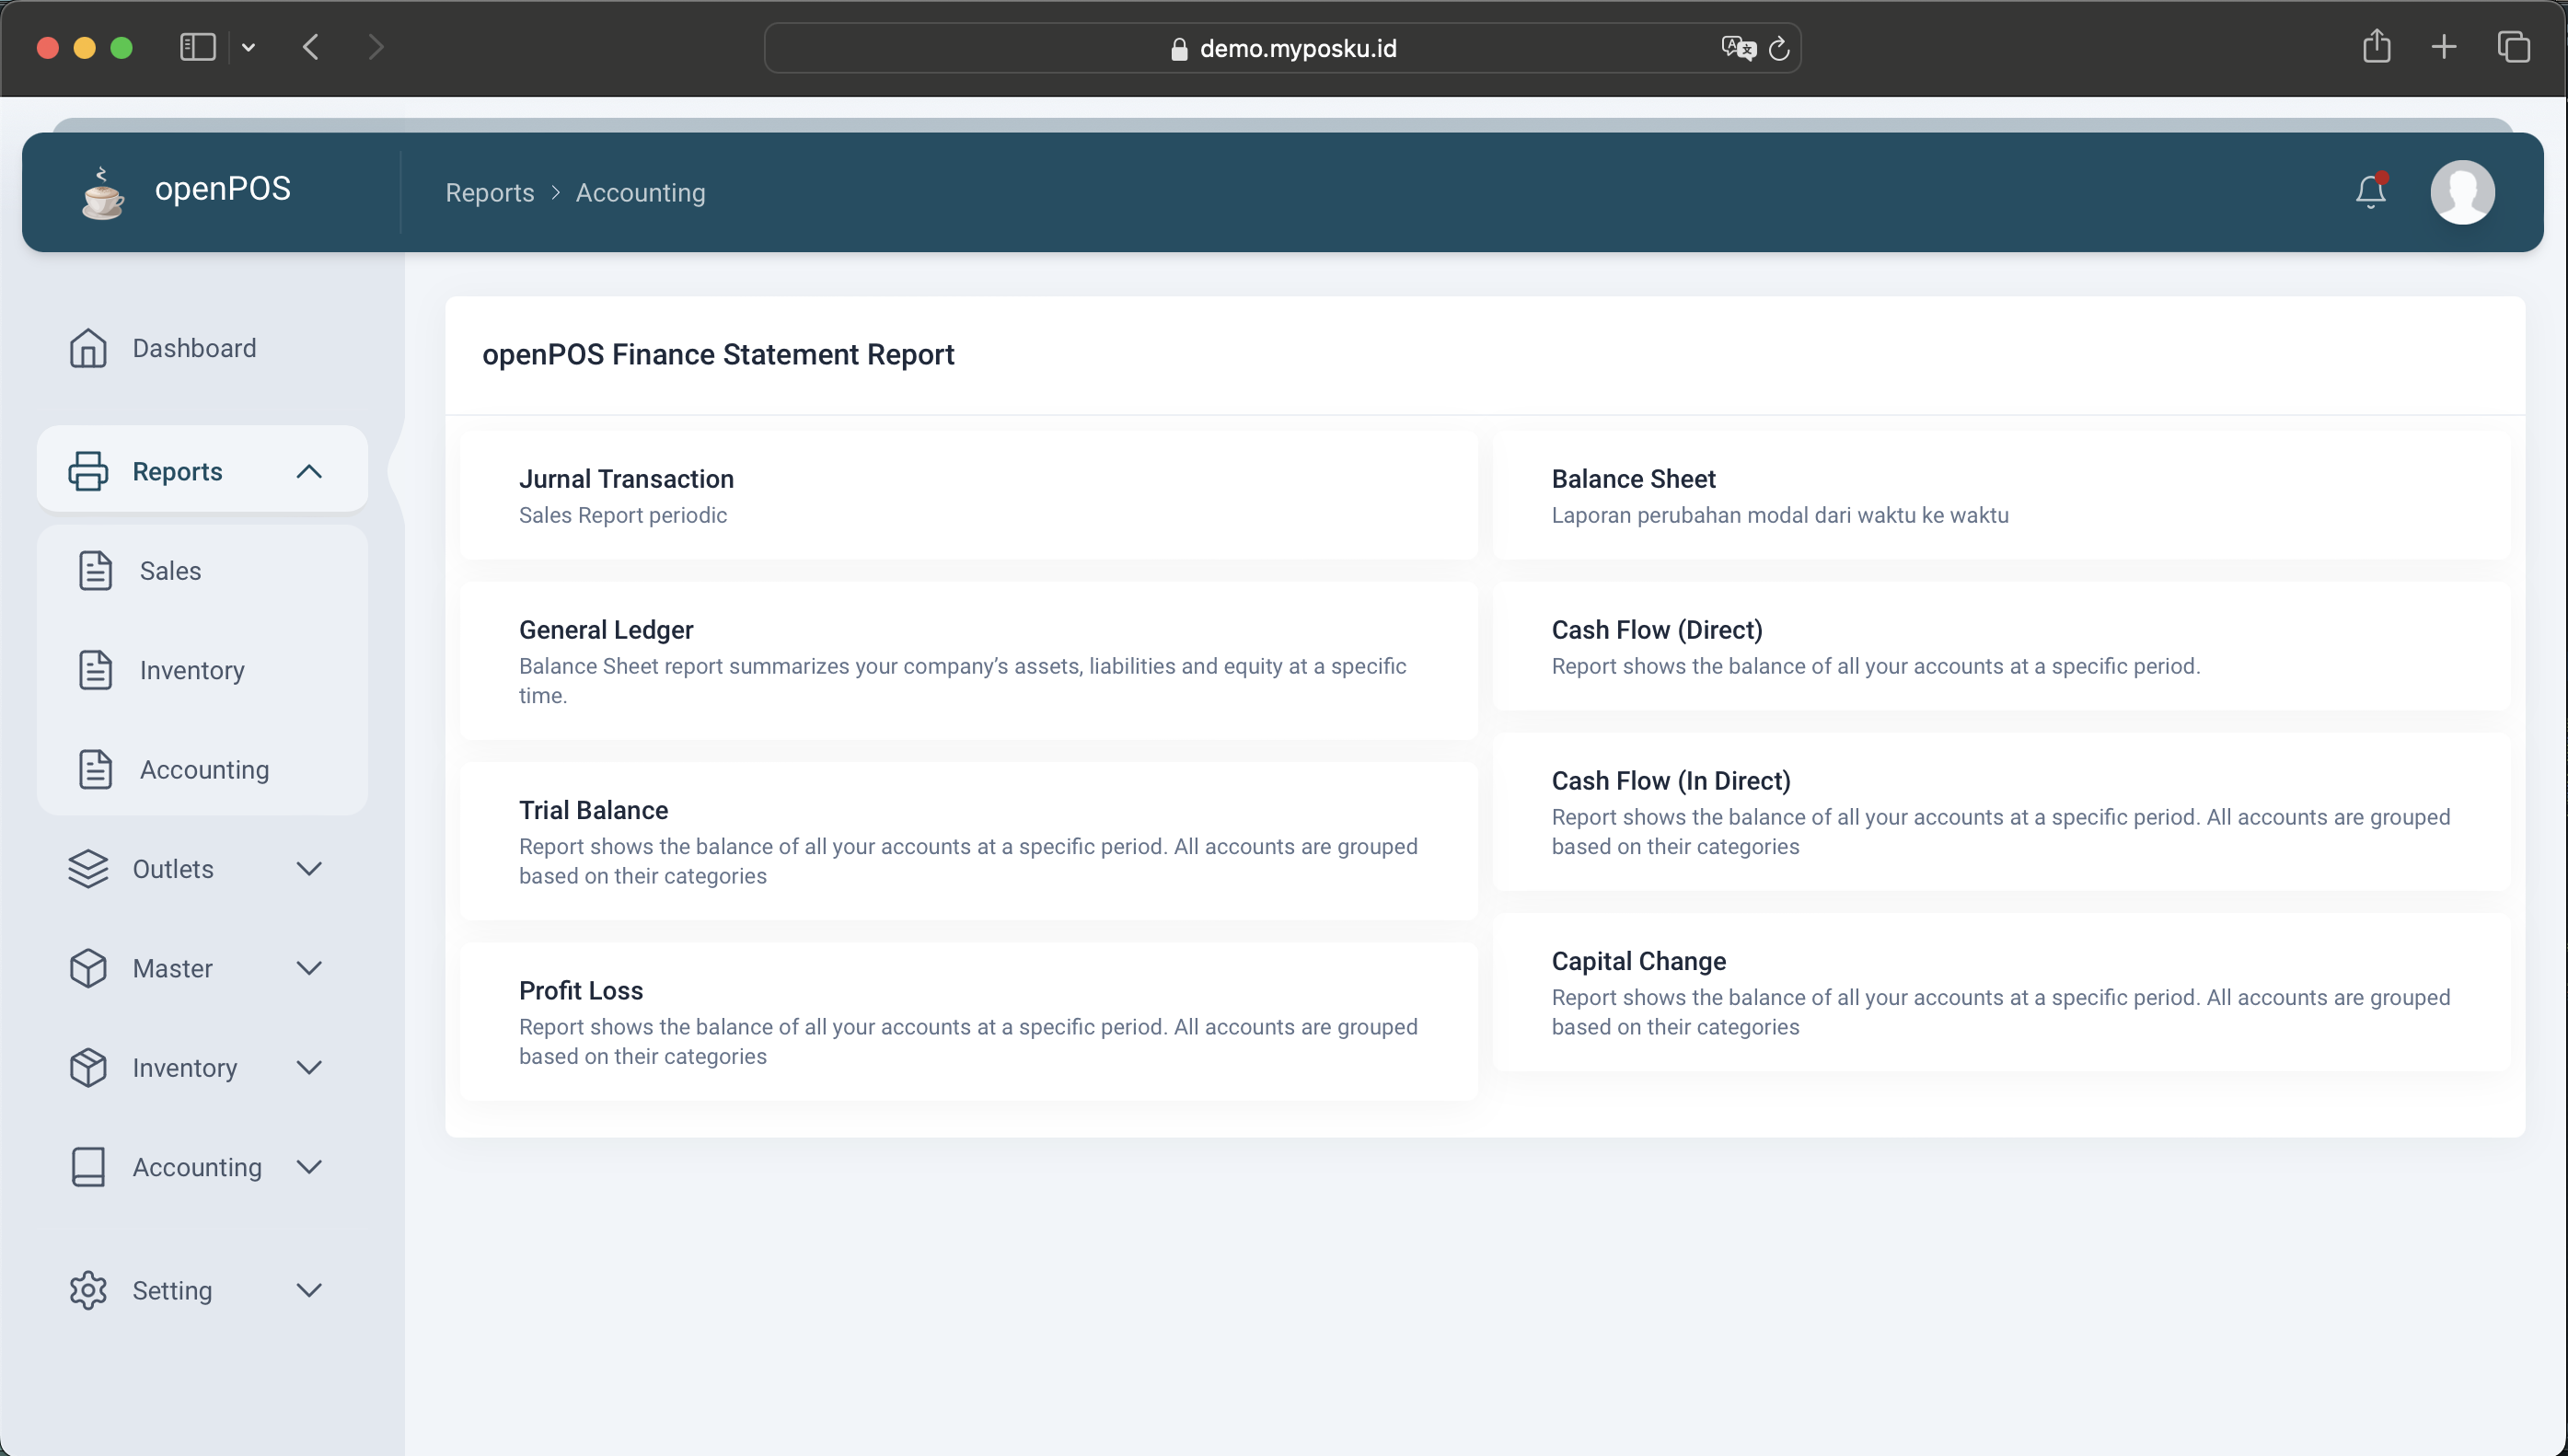 demo.myposku.id
openPOS
Reports > Accounting
Dashboard
Reports
Sales
Inventory
Accounting
Outlets
Master
Inventory
Accounting
Setting
openPOS Finance Statement Report
Jurnal Transaction
Sales Report periodic
General Ledger
Balance Sheet report summarizes your company’s assets, liabilities and equity at a specific
time.
Trial Balance
Report shows the balance of all your accounts at a specific period. All accounts are grouped
based on their categories
Profit Loss
Report shows the balance of all your accounts at a specific period. All accounts are grouped
based on their categories
Balance Sheet
Laporan perubahan modal dari waktu ke waktu
Cash Flow (Direct)
Report shows the balance of all your accounts at a specific period.
Cash Flow (In Direct)
Report shows the balance of all your accounts at a specific period. All accounts are grouped
based on their categories
Capital Change
Report shows the balance of all your accounts at a specific period. All accounts are grouped
based on their categories